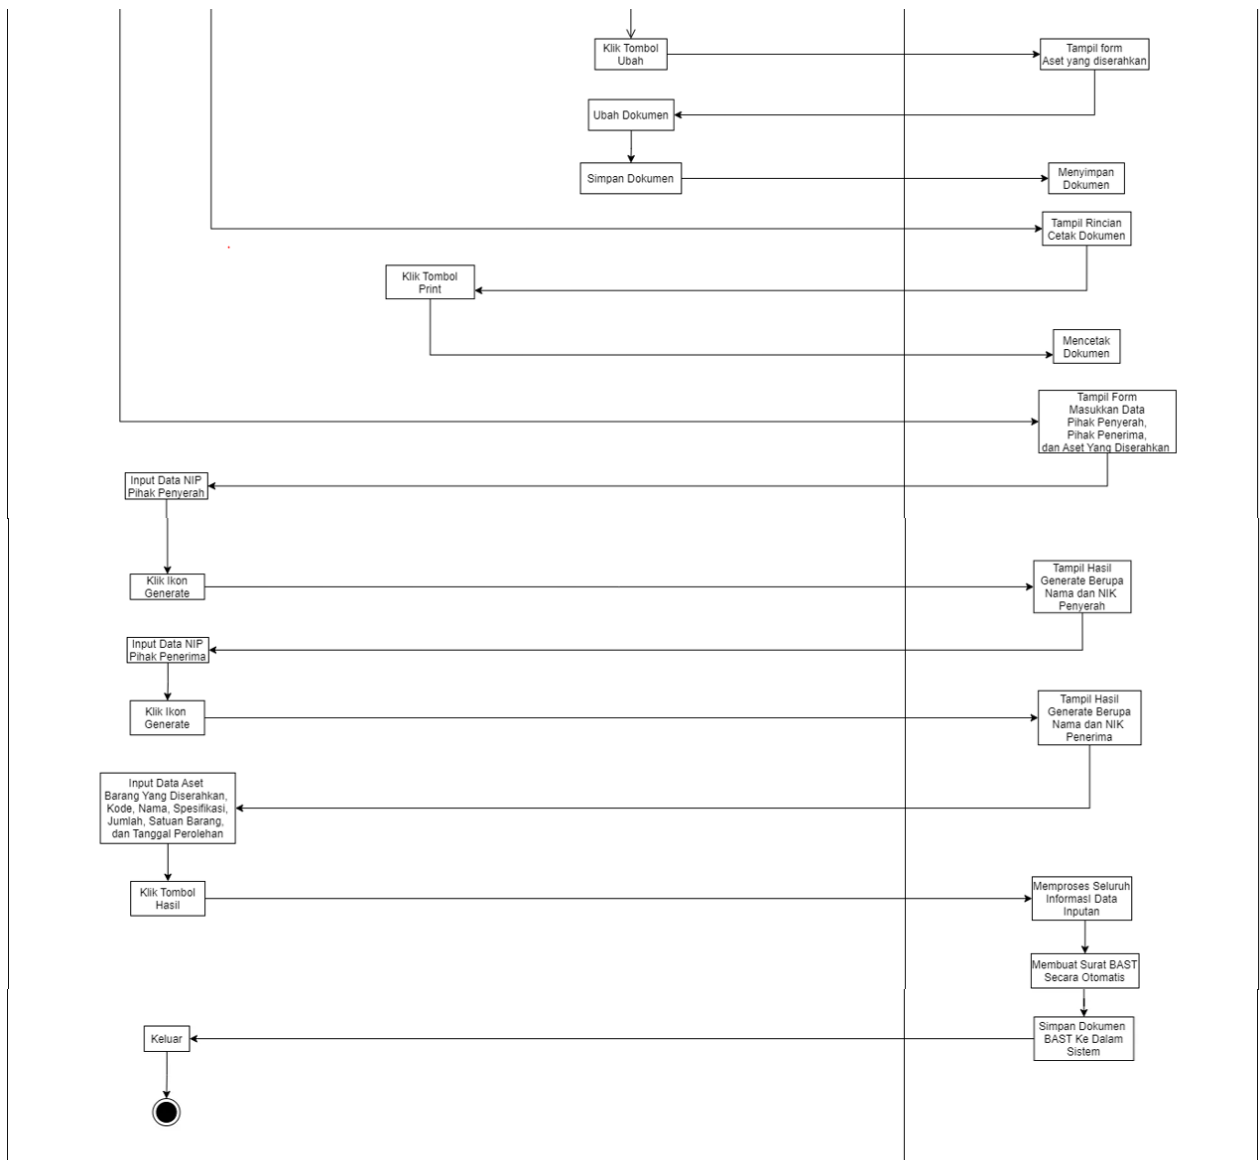 Klik Tombol
Ubah
Tampil form
Aset yang diserahkan
Ubah Dokumen
Simpan Dokumen
Menyimpan
Dokumen
Tampil Rincian
Cetak Dokumen
Klik Tombol
Print
Mencetak
Dokumen
Tampil Form
Masukkan Data
Pihak Penyerah,
Pihak Penerima,
dan Aset Yang Diserahkan
Input Data NIP
Pihak Penyerah
Klik Ikon
Generate
Tampil Hasil
Generate Berupa
Nama dan NIK
Penyerah
Input Data NIP
Pihak Penerima
Klik Ikon
Generate
Tampil Hasil
Generate Berupa
Nama dan NIK
Penerima
Input Data Aset
Barang Yang Diserahkan,
Kode, Nama, Spesifikasi,
Jumlah, Satuan Barang,
dan Tanggal Perolehan
Klik Tombol
Hasil
Memproses Seluruh
Informasi Data
Inputan
Membuat Surat BAST
Secara Otomatis
Simpan Dokumen
BAST Ke Dalam
Sistem
Keluar